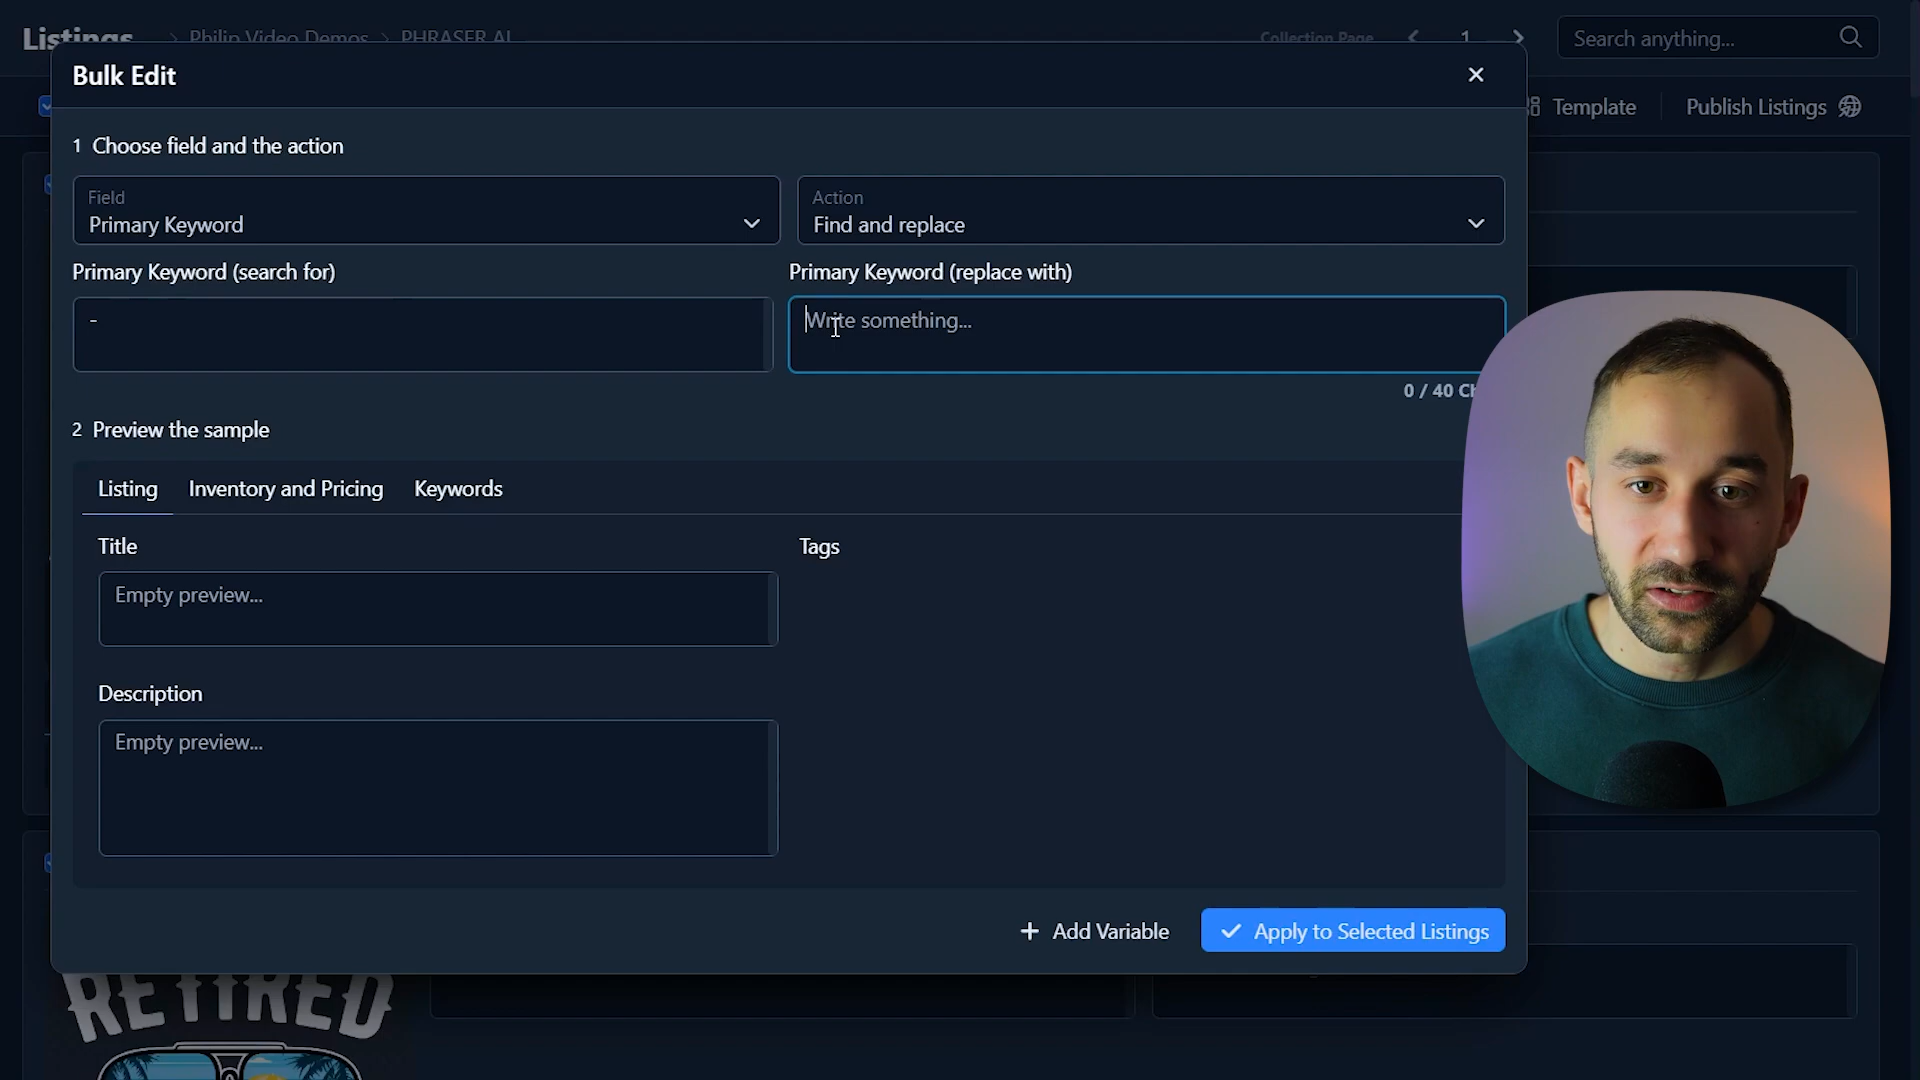 Listings > Philip Video Demos > PHRASER AI
Collection Page
1
Search anything...
Bulk Edit
Template
Publish Listings
1 Choose field and the action
Field
Primary Keyword
Action
Find and replace
Primary Keyword (search for)
Primary Keyword (replace with)
-
Write something...
0 / 40 Ch
2 Preview the sample
Listing
Inventory and Pricing
Keywords
Title
Tags
Empty preview...
Description
Empty preview...
+ Add Variable
Apply to Selected Listings
RETIRED